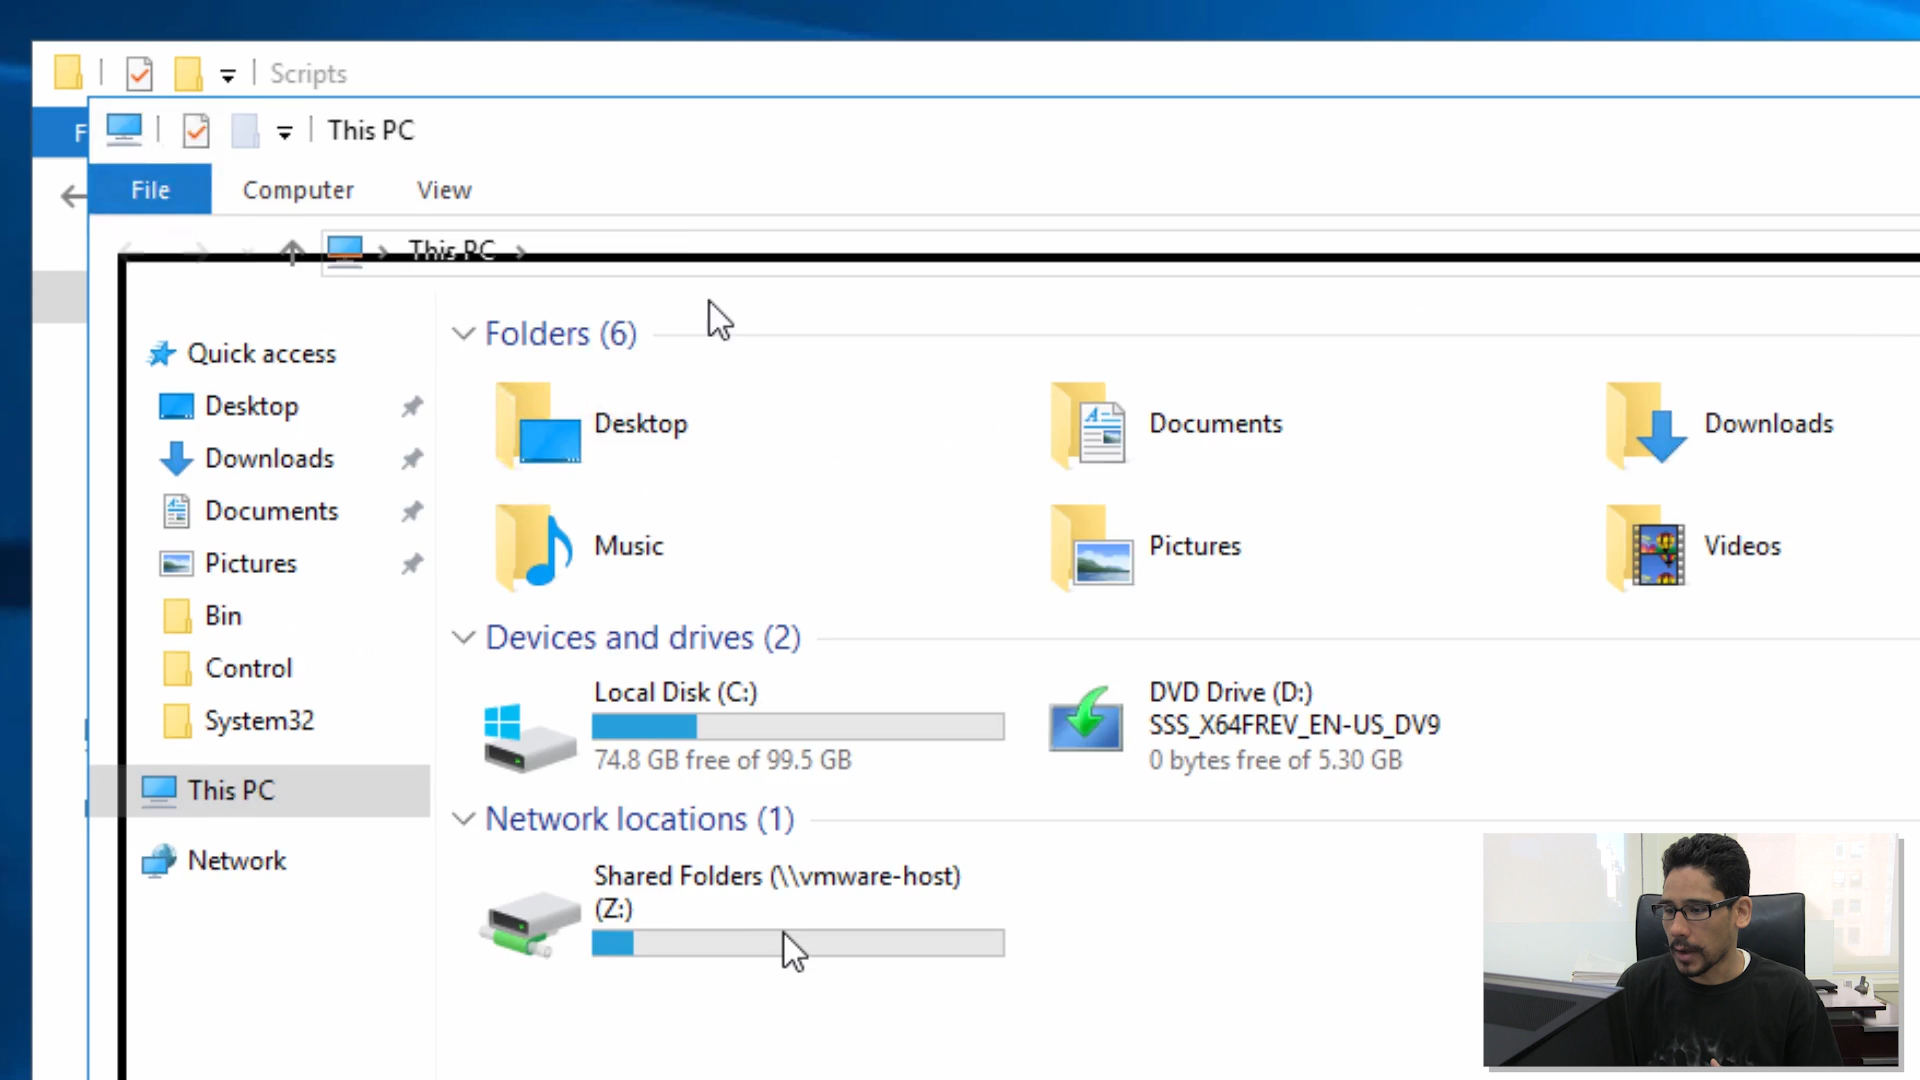 Scripts
F
This PC
File Computer View
This PC
Quick access
Desktop
Downloads
Documents
Pictures
Bin
Control
System32
This PC
Network
Folders (6)
Desktop
Documents
Downloads
Music
Pictures
Videos
Devices and drives (2)
Local Disk (C:)
74.8 GB free of 99.5 GB
DVD Drive (D:)
SSS_X64FREV_EN-US_DV9
0 bytes free of 5.30 GB
Network locations (1)
Shared Folders (\\vmware-host)
(Z:)